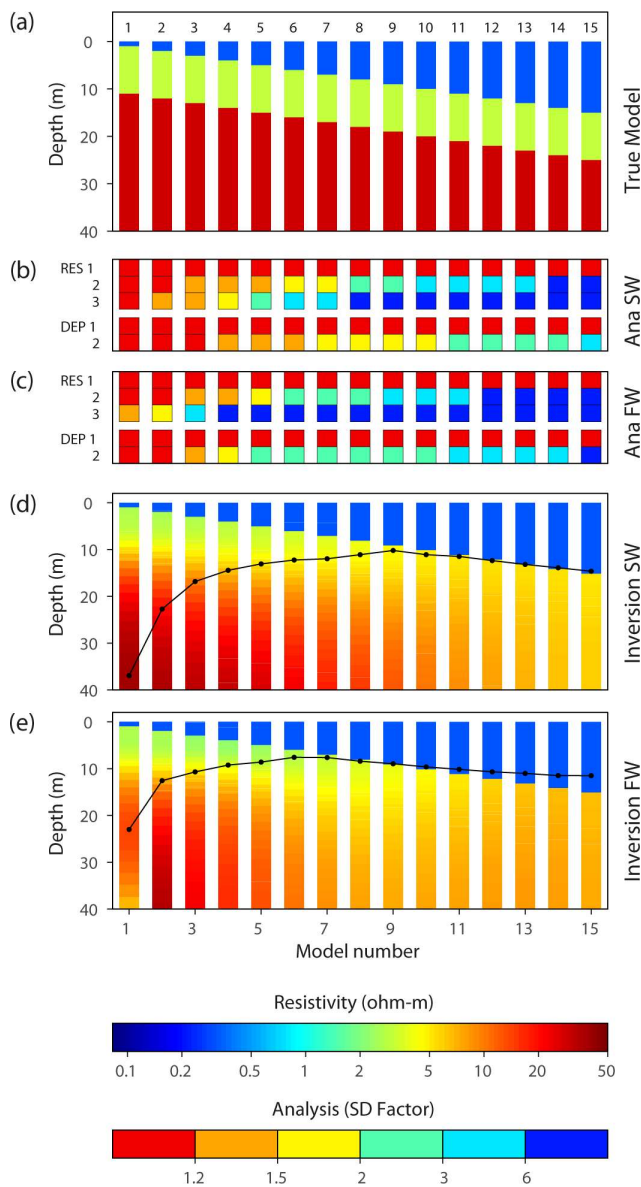 (a)
1 2 3 4 5 6 7 8 9 10 11 12 13 14 15
0
10
20
30
40
Depth (m)
True Model
(b)
RES 1
2
3
DEP 1
2
Ana SW
(c)
RES 1
2
3
DEP 1
2
Ana FW
(d)
0
10
20
30
40
Depth (m)
Inversion SW
(e)
0
10
20
30
40
Depth (m)
Inversion FW
1 3 5 7 9 11 13 15
Model number
Resistivity (ohm-m)
0.1 0.2 0.5 1 2 5 10 20 50
Analysis (SD Factor)
1.2 1.5 2 3 6